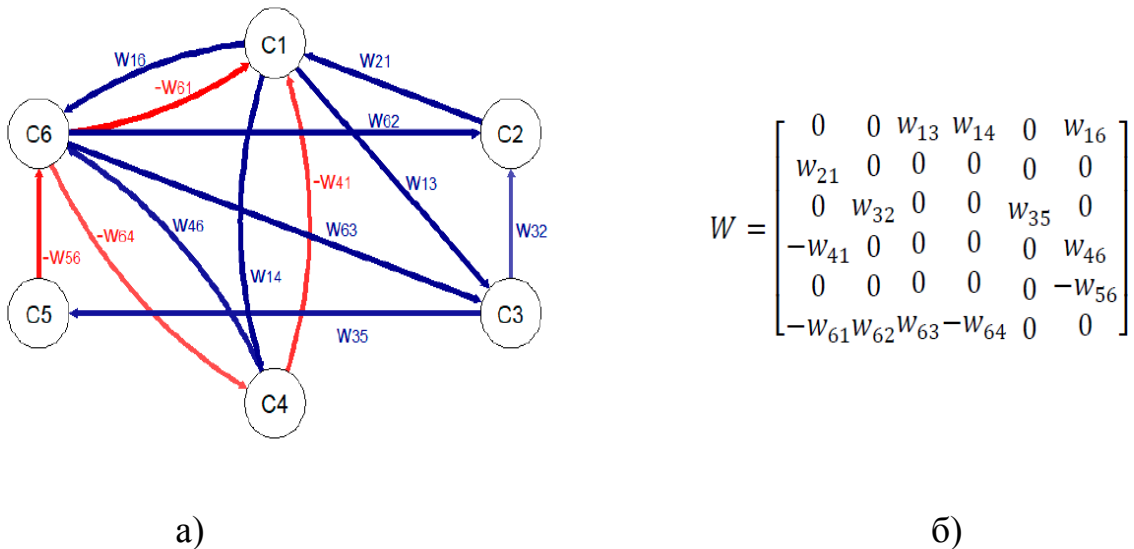 C1
W16
W21
-W61
C6
W62
C2
-W41
W13
W46
-W64
W63
W32
-W56
W14
C5
C3
W35
C4
W =
0 0 w13 w14 0 w16
w21 0 0 0 0 0
0 w32 0 0 w35 0
-w41 0 0 0 0 w46
0 0 0 0 0 -w56
-w61 w62 w63 -w64 0 0
а) б)